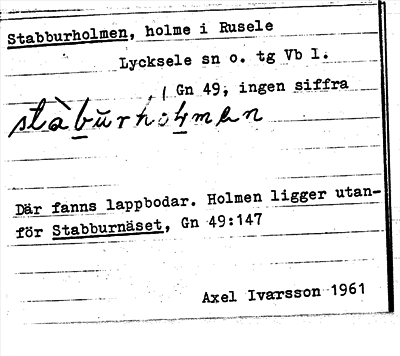 Stabburholmen, holme i Rusele
Lycksele sn o. tg Vb l.
Gn 49, ingen siffra
stàbŭrhọlmen
Där fanns lappbodar. Holmen ligger utan-
för Stabburnäset, Gn 49:147
Axel Ivarsson 1961